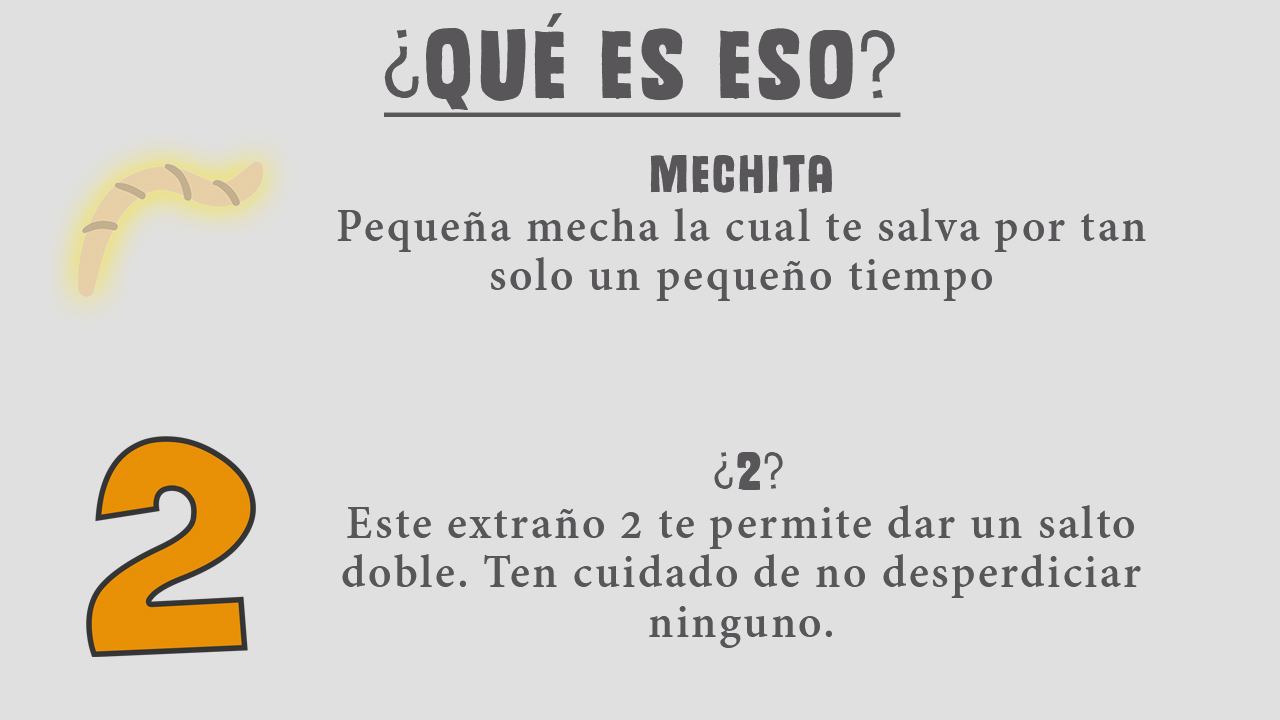 ¿QUÉ ES ESO?
MECHITA
Pequeña mecha la cual te salva por tan
solo un pequeño tiempo
2
¿2?
Este extraño 2 te permite dar un salto
doble. Ten cuidado de no desperdiciar
ninguno.